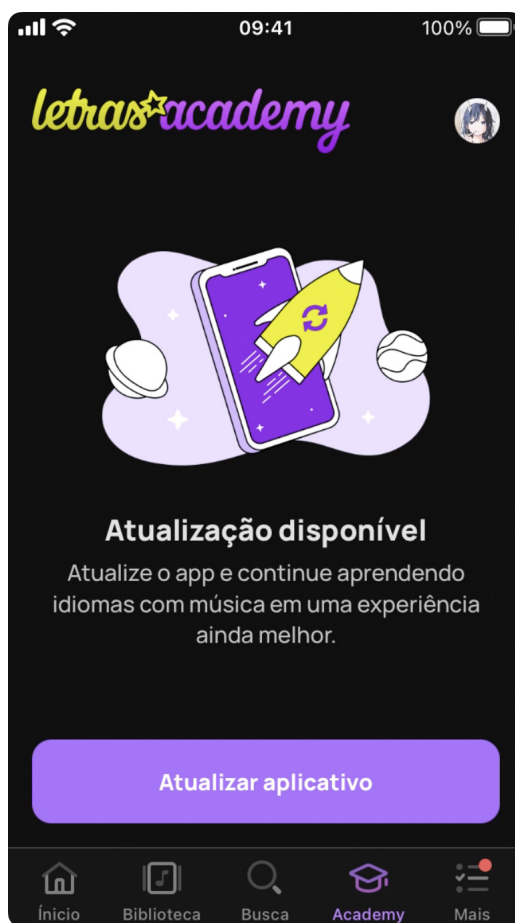 09:41
100%
letras academy
Atualização disponível
Atualize o app e continue aprendendo
idiomas com música em uma experiência
ainda melhor.
Atualizar aplicativo
Ínicio Biblioteca Busca Academy Mais